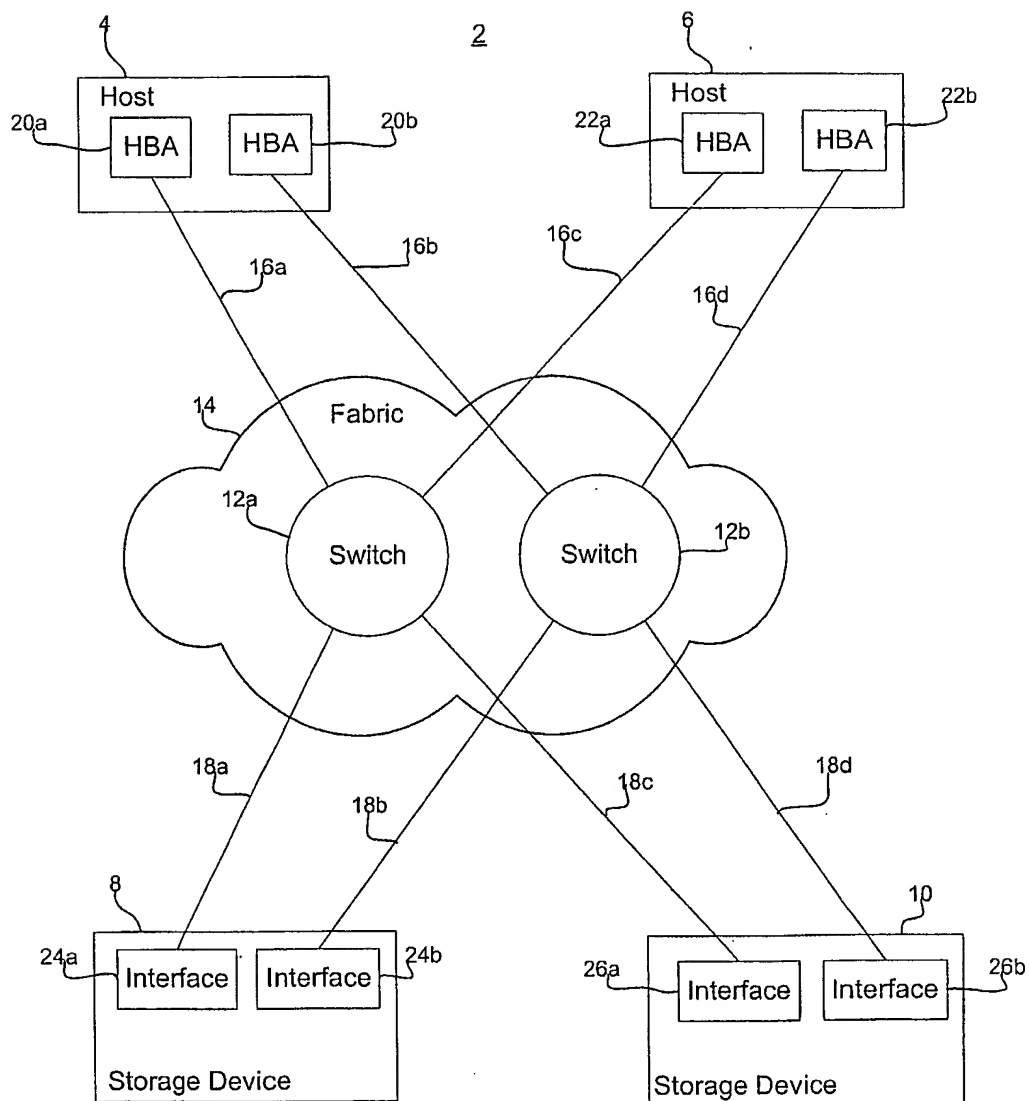 2
4
6
Host
Host
20a
20b
22a
22b
HBA
HBA
HBA
HBA
16a
16b
16c
16d
14
Fabric
12a
12b
Switch
Switch
18a
18b
18c
18d
8
10
24a
24b
26a
26b
Interface
Interface
Interface
Interface
Storage Device
Storage Device